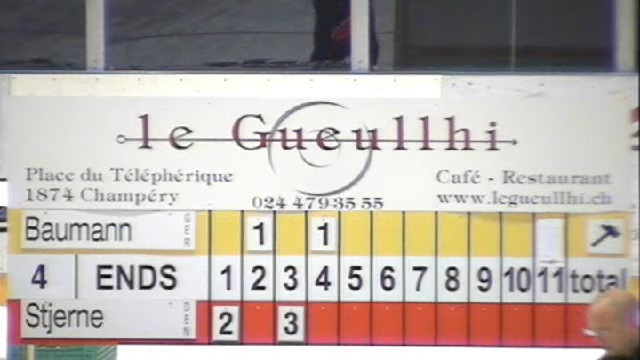 le Gueullhi
Place du Téléphérique
1874 Champéry
024 479 35 55
Café - Restaurant
www.legueullhi.ch
Baumann 1 1
4 ENDS 1 2 3 4 5 6 7 8 9 10 11 total
Stjerne 2 3